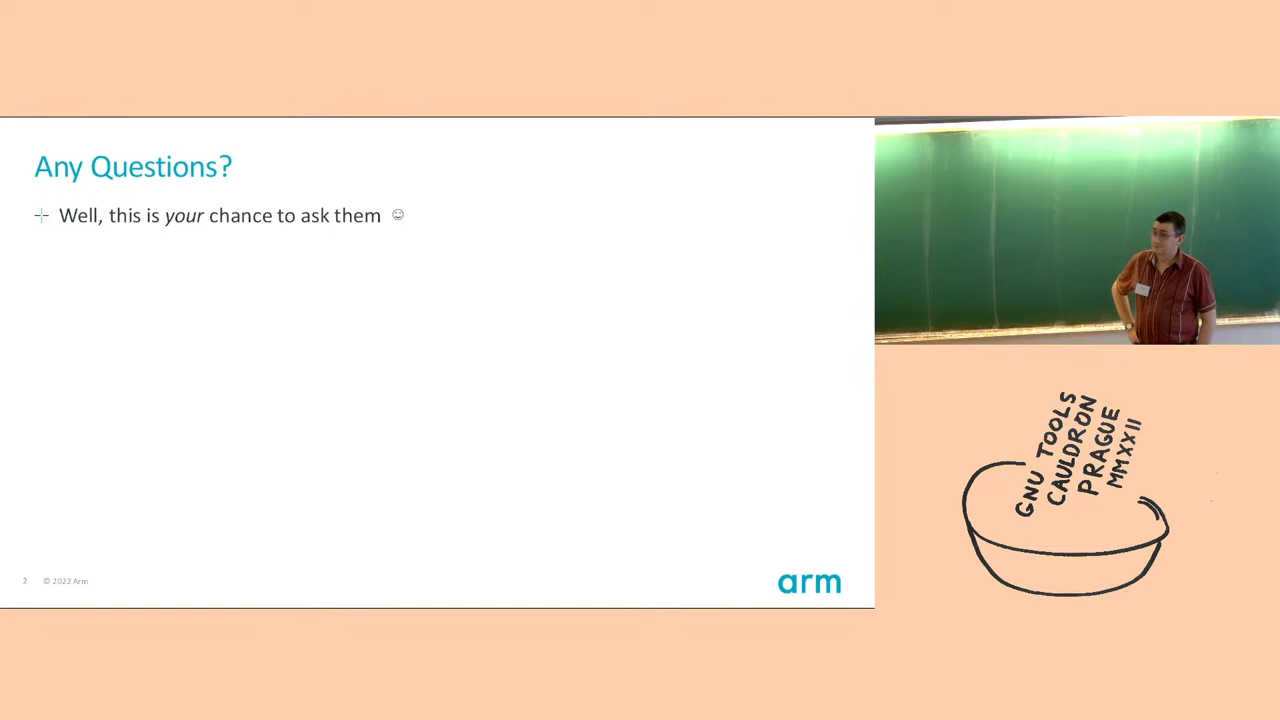 Any Questions?
Well, this is your chance to ask them ☺
2 © 2022 Arm
arm
GNU TOOLS
CAULDRON
PRAGUE
MMXXII